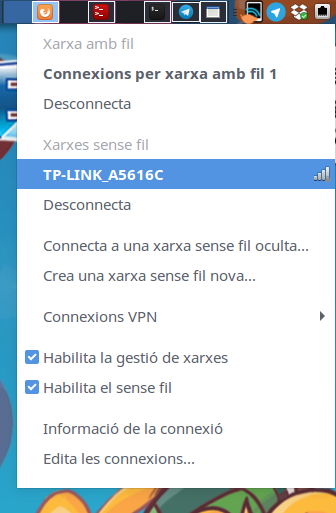 Xarxa amb fil
Connexions per xarxa amb fil 1
Desconnecta
Xarxes sense fil
TP-LINK_A5616C
Desconnecta
Connecta a una xarxa sense fil oculta...
Crea una xarxa sense fil nova...
Connexions VPN
Habilita la gestió de xarxes
Habilita el sense fil
Informació de la connexió
Edita les connexions...